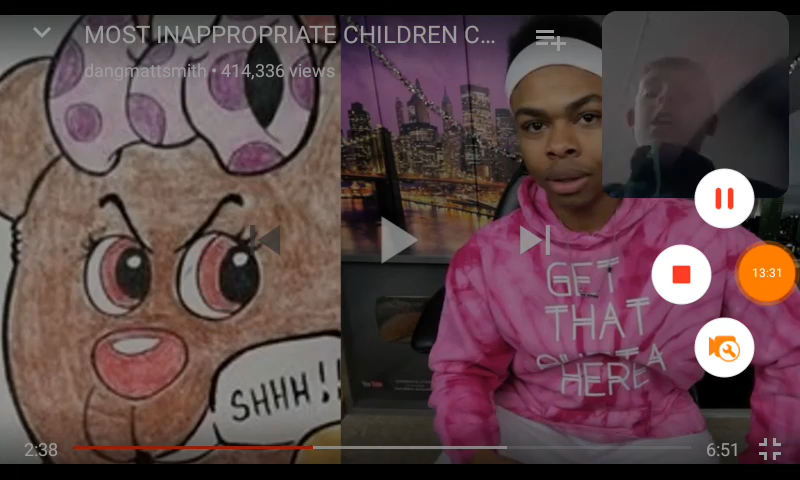 MOST INAPPROPRIATE CHILDREN C...
dangmattsmith • 414,336 views
GET
THAT
HERE
SHHH!!
13:31
2:38
6:51